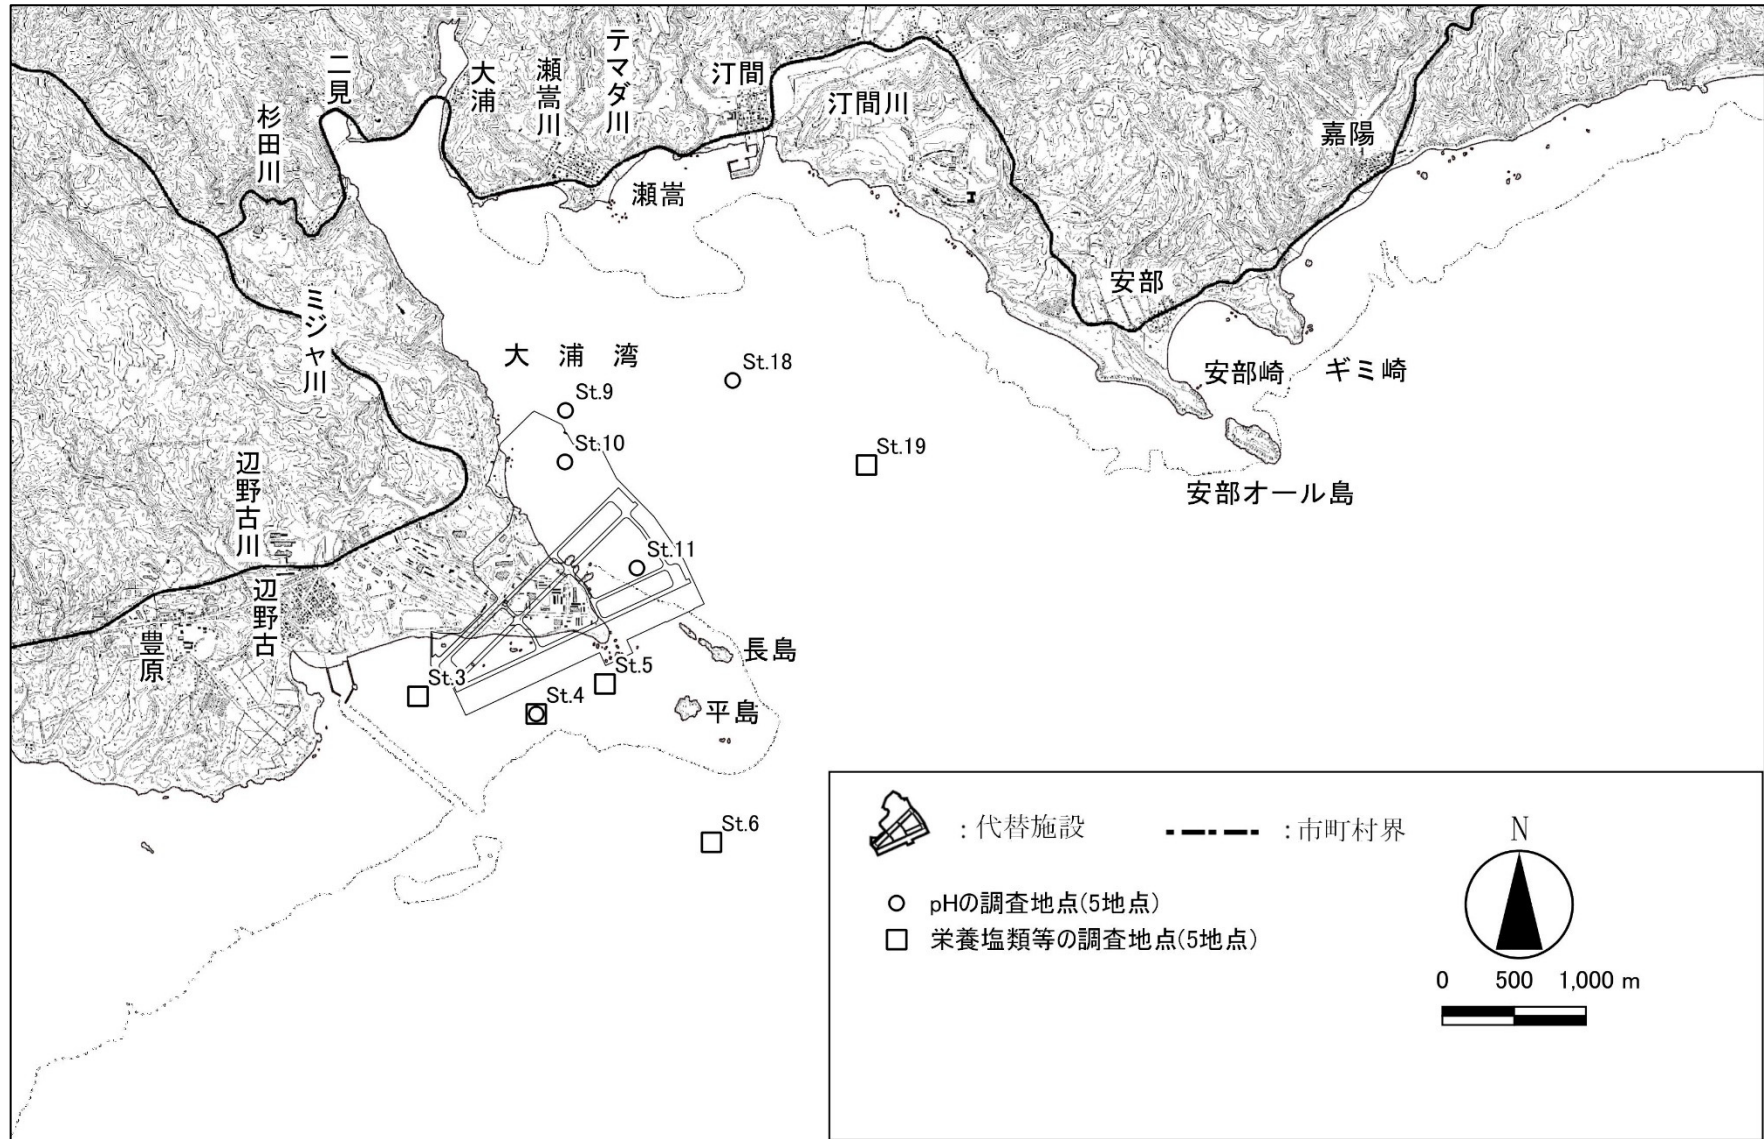 二見
大浦
瀬嵩川
テマダ川
汀間
汀間川
杉田川
嘉陽
瀬嵩
安部
ミジャ川
大浦湾
St.18
安部崎
ギミ崎
St.9
St.10
St.19
辺野古川
安部オール島
St.11
辺野古
豊原
長島
St.5
St.3
St.4
平島
St.6
：代替施設
：市町村界
N
○ pHの調査地点(5地点)
□ 栄養塩類等の調査地点(5地点)
0 500 1,000 m